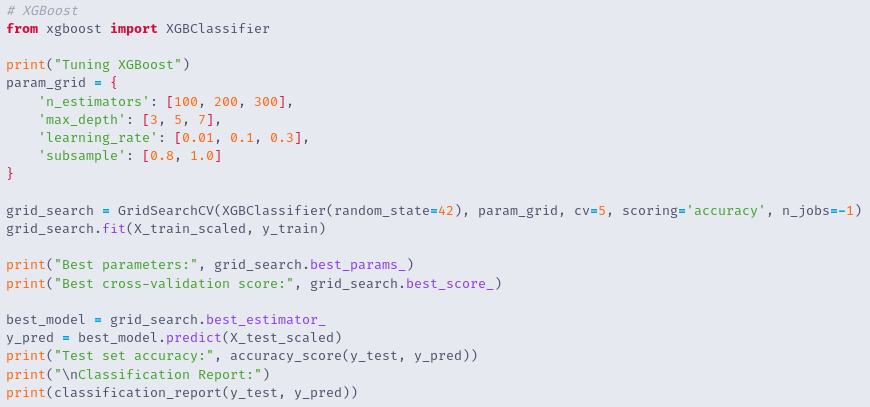 # XGBoost
from xgboost import XGBClassifier
print("Tuning XGBoost")
param_grid = {
    'n_estimators': [100, 200, 300],
    'max_depth': [3, 5, 7],
    'learning_rate': [0.01, 0.1, 0.3],
    'subsample': [0.8, 1.0]
}
grid_search = GridSearchCV(XGBClassifier(random_state=42), param_grid, cv=5, scoring='accuracy', n_jobs=-1)
grid_search.fit(X_train_scaled, y_train)
print("Best parameters:", grid_search.best_params_)
print("Best cross-validation score:", grid_search.best_score_)
best_model = grid_search.best_estimator_
y_pred = best_model.predict(X_test_scaled)
print("Test set accuracy:", accuracy_score(y_test, y_pred))
print("\nClassification Report:")
print(classification_report(y_test, y_pred))